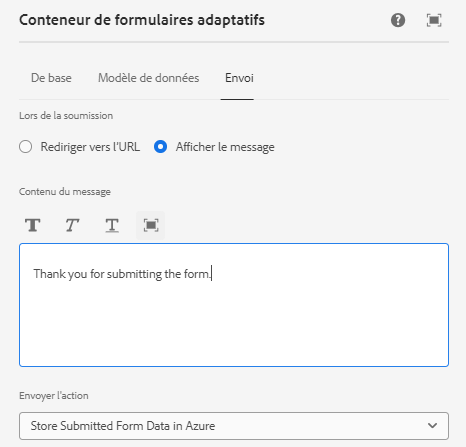 Conteneur de formulaires adaptatifs
De base Modèle de données Envoi
Lors de la soumission
Rediriger vers l'URL Afficher le message
Contenu du message
T T T
Thank you for submitting the form.
Envoyer l'action
Store Submitted Form Data in Azure